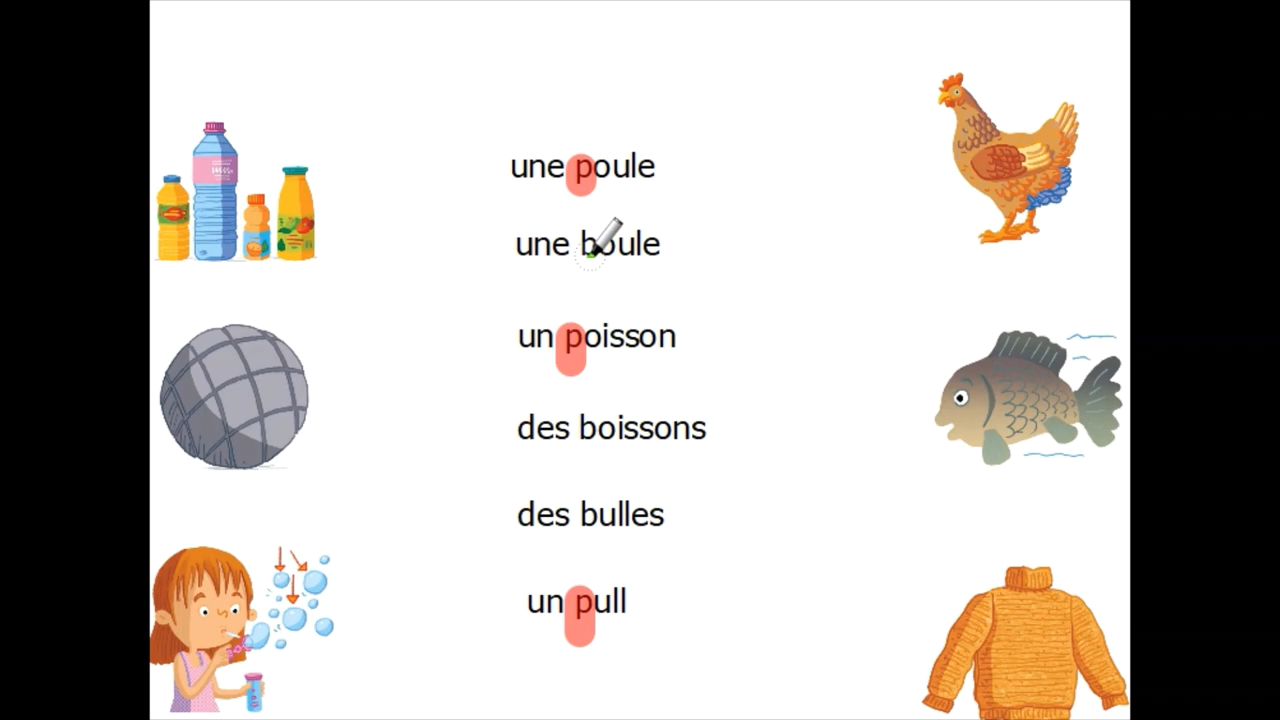 une poule
une boule
un poisson
des boissons
des bulles
un pull